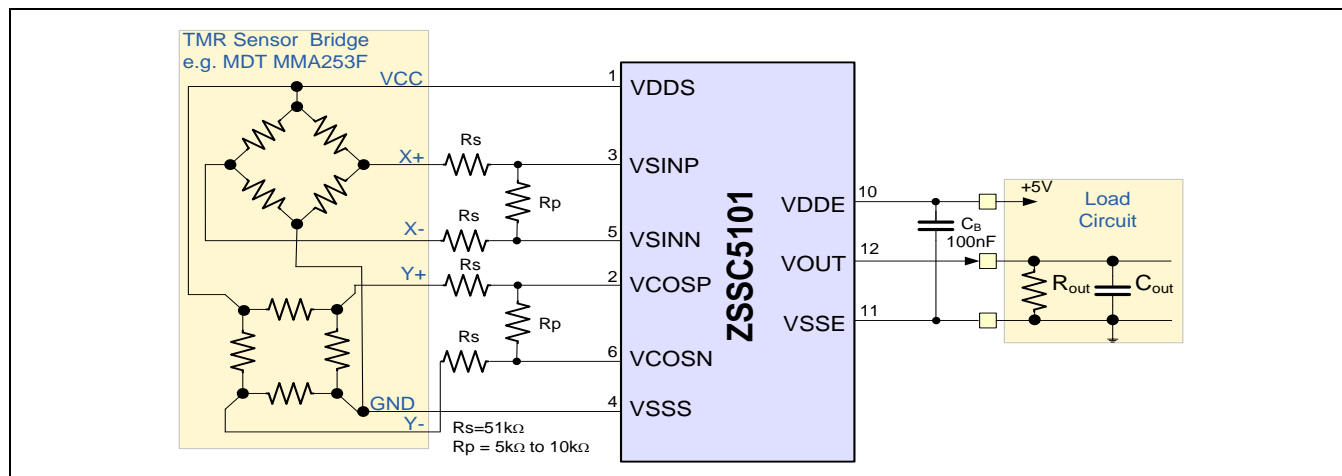 TMR Sensor Bridge
e.g. MDT MMA253F
VCC
1
VDDS
X+
Rs
3
VSINP
Rp
X-
Rs
5
VSINN
Y+
Rs
2
VCOSP
Rp
Rs
6
VCOSN
GND
4
VSSS
Y-
Rs=51kΩ
Rp = 5kΩ to 10kΩ
ZSSC5101
VDDE
10
VOUT
12
VSSE
11
CB
100nF
+5V
Load
Circuit
Rout
Cout